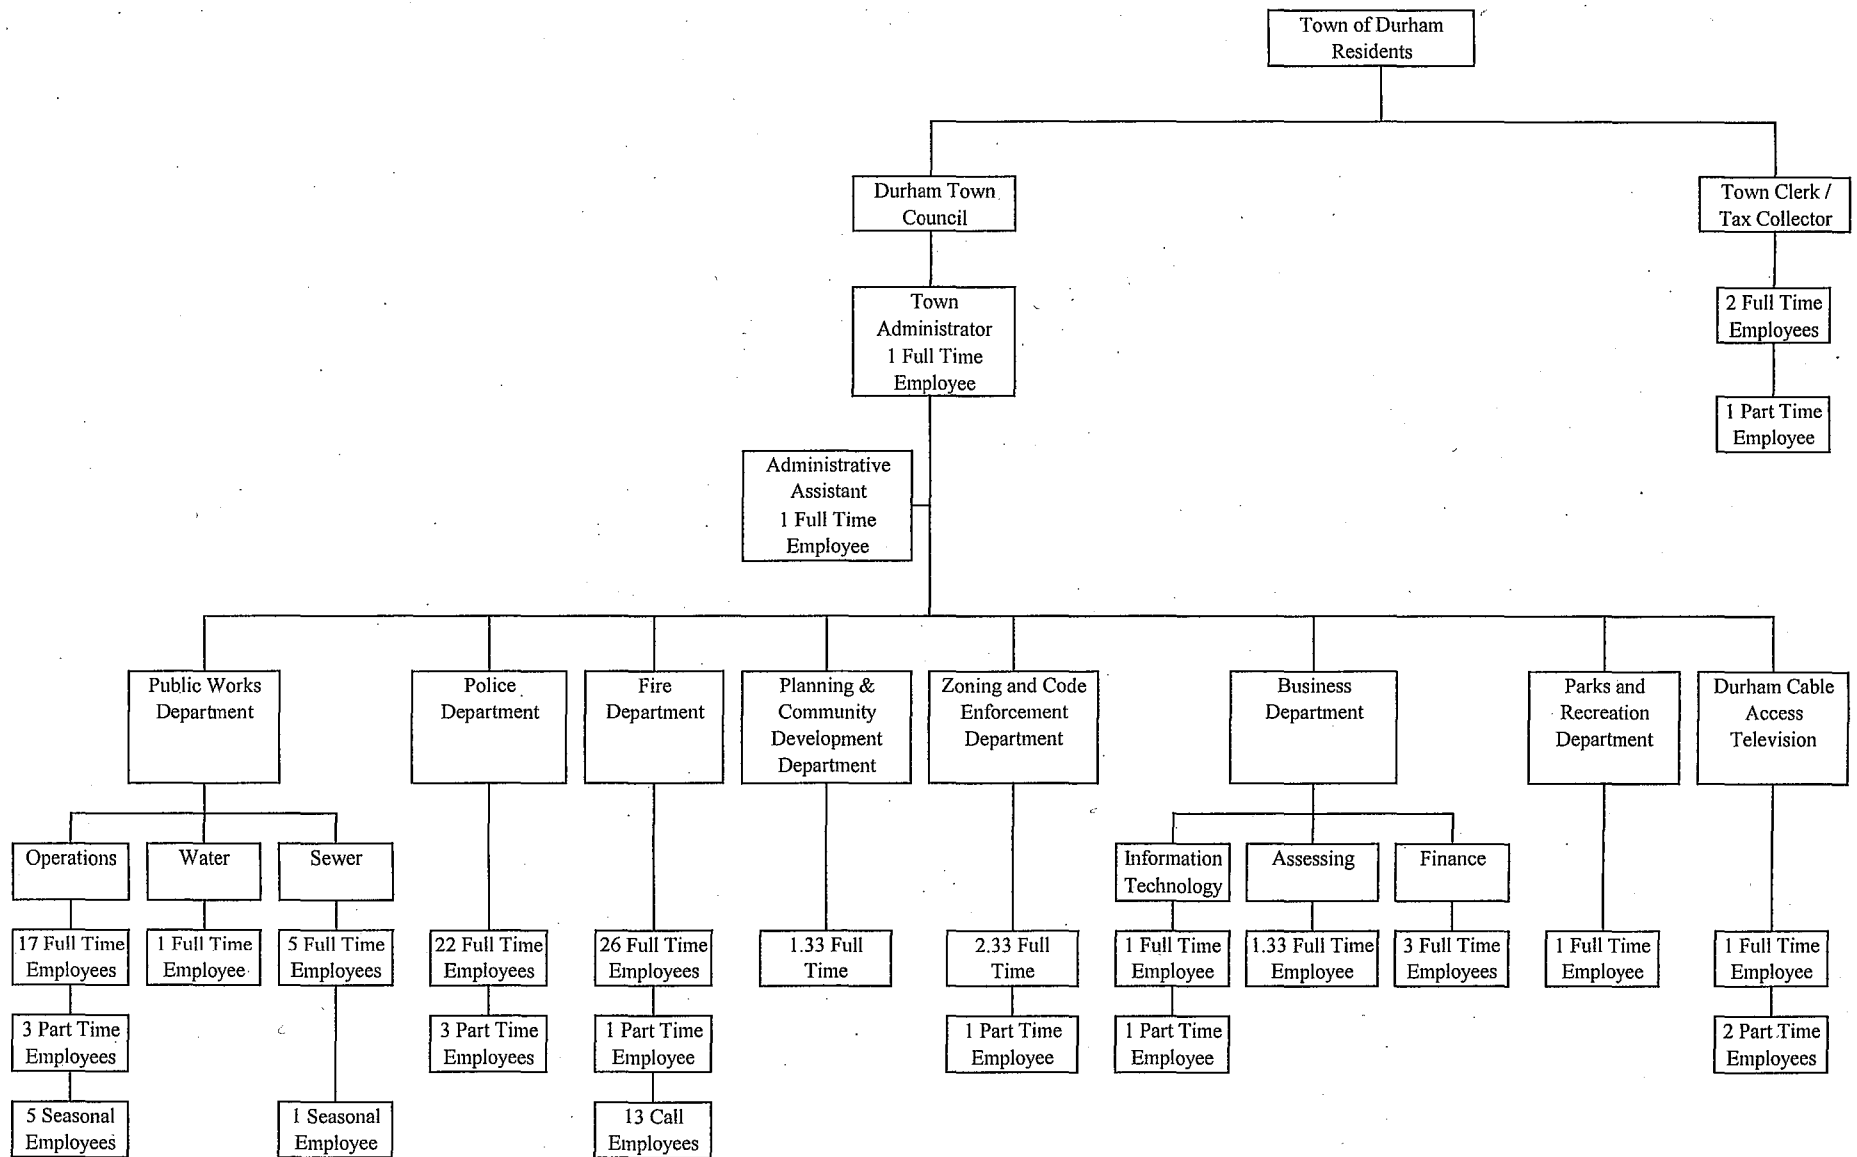 Town of Durham
Residents
Durham Town
Council
Town Clerk /
Tax Collector
Town
Administrator
1 Full Time
Employee
2 Full Time
Employees
1 Part Time
Employee
Administrative
Assistant
1 Full Time
Employee
Public Works
Department
Police
Department
Fire
Department
Planning &
Community
Development
Department
Zoning and Code
Enforcement
Department
Business
Department
Parks and
Recreation
Department
Durham Cable
Access
Television
Operations
Water
Sewer
Information
Technology
Assessing
Finance
17 Full Time
Employees
1 Full Time
Employee
5 Full Time
Employees
22 Full Time
Employees
26 Full Time
Employees
1.33 Full
Time
2.33 Full
Time
1 Full Time
Employee
1.33 Full Time
Employee
3 Full Time
Employees
1 Full Time
Employee
1 Full Time
Employee
3 Part Time
Employees
3 Part Time
Employees
1 Part Time
Employee
1 Part Time
Employee
1 Part Time
Employee
2 Part Time
Employees
5 Seasonal
Employees
1 Seasonal
Employee
13 Call
Employees